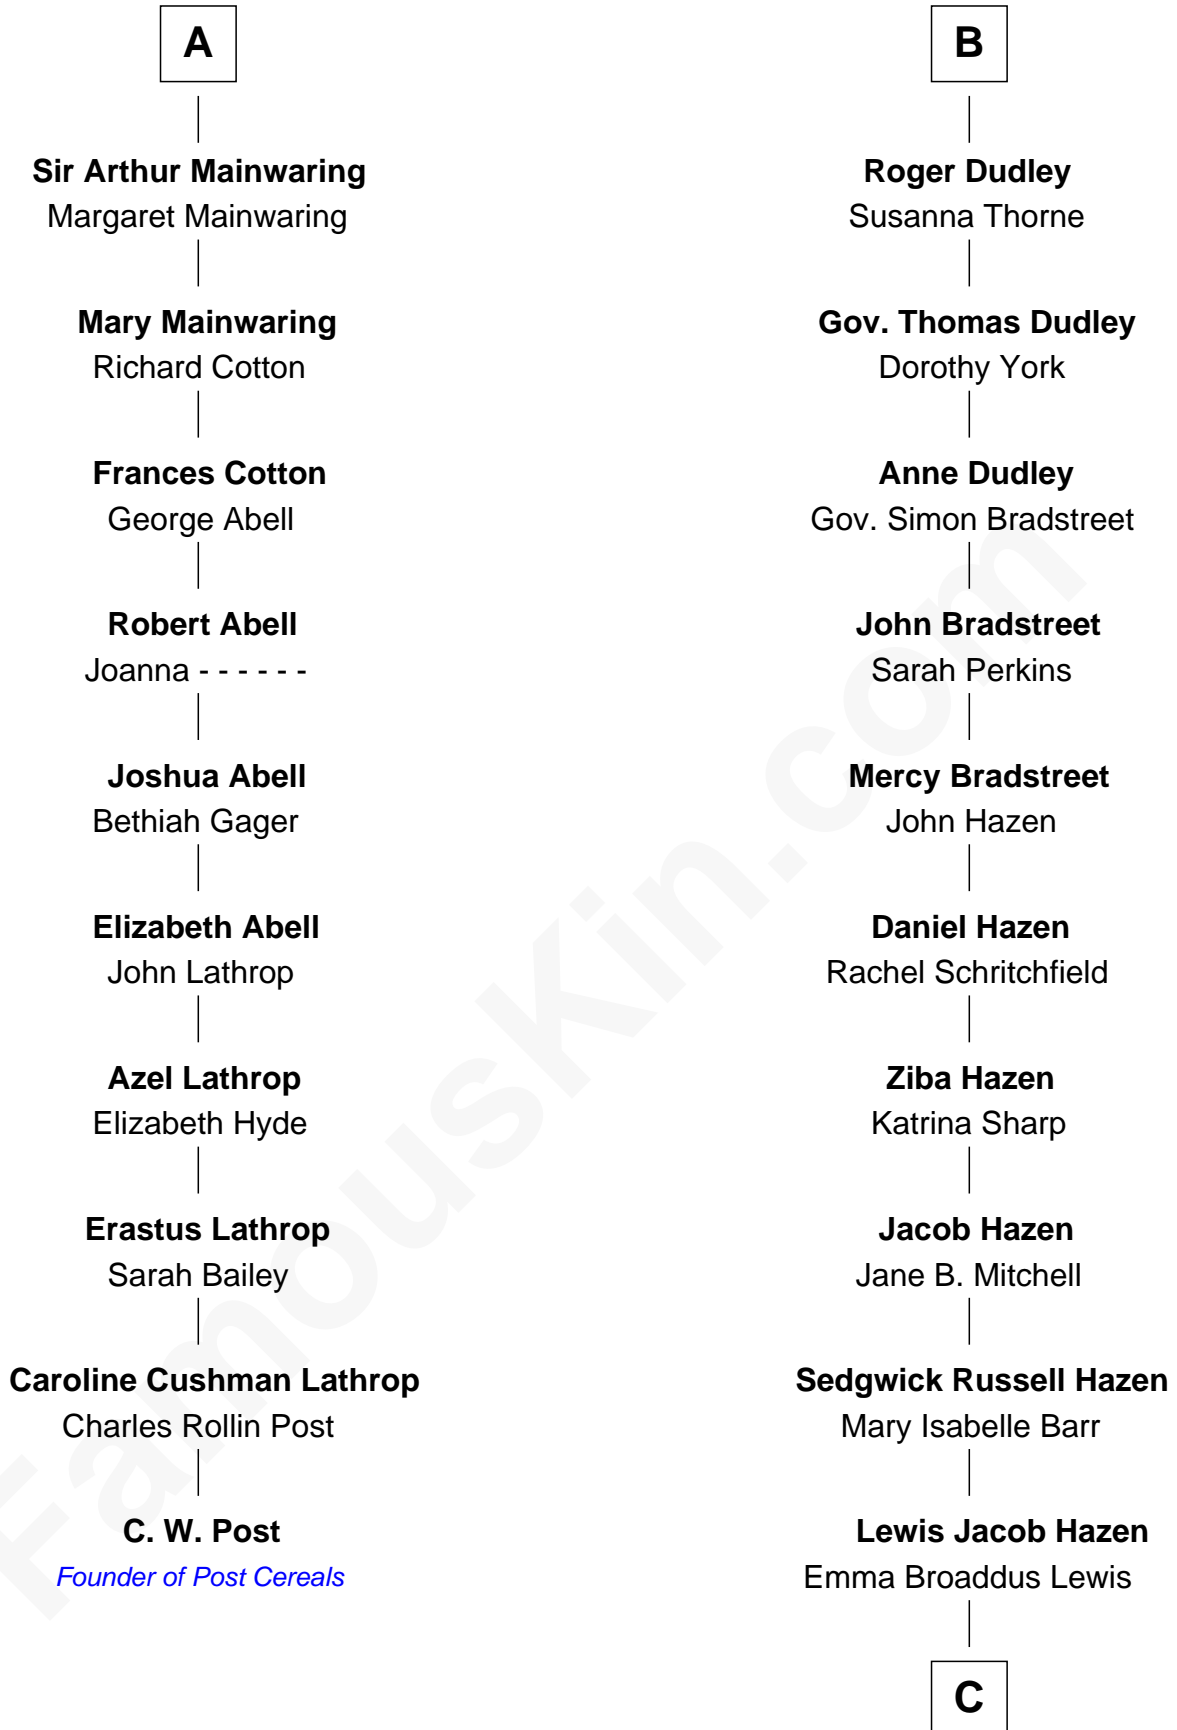 A
Sir Arthur Mainwaring
Margaret Mainwaring
Mary Mainwaring
Richard Cotton
Frances Cotton
George Abell
Robert Abell
Joanna - - - - - -
Joshua Abell
Bethiah Gager
Elizabeth Abell
John Lathrop
Azel Lathrop
Elizabeth Hyde
Erastus Lathrop
Sarah Bailey
Caroline Cushman Lathrop
Charles Rollin Post
C. W. Post
Founder of Post Cereals
B
Roger Dudley
Susanna Thorne
Gov. Thomas Dudley
Dorothy York
Anne Dudley
Gov. Simon Bradstreet
John Bradstreet
Sarah Perkins
Mercy Bradstreet
John Hazen
Daniel Hazen
Rachel Schritchfield
Ziba Hazen
Katrina Sharp
Jacob Hazen
Jane B. Mitchell
Sedgwick Russell Hazen
Mary Isabelle Barr
Lewis Jacob Hazen
Emma Broaddus Lewis
C
FamousKin.com